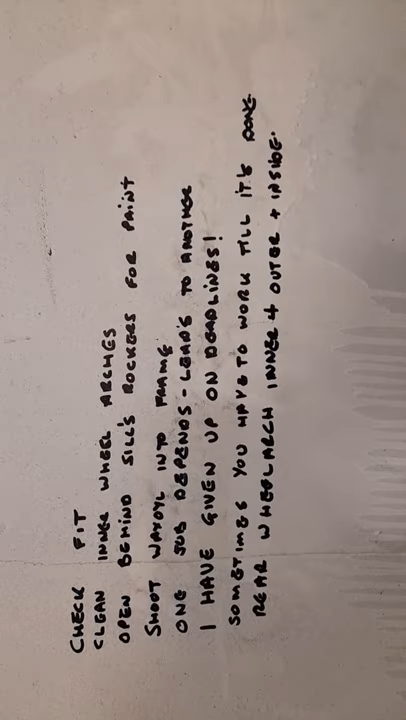 CHECK FIT
CLEAN INNER WHEEL ARCHES
OPEN BEHIND SILL'S ROCKERS FOR PAINT
SHOOT WAXOYL INTO FRAME
ONE JOB DEPENDS - LEADS TO ANOTHER
I HAVE GIVEN UP ON DEADLINES!
SOMETIMES YOU HAVE TO WORK TILL IT'S DONE
REAR WHEELARCH INNER + OUTER + INSIDE.